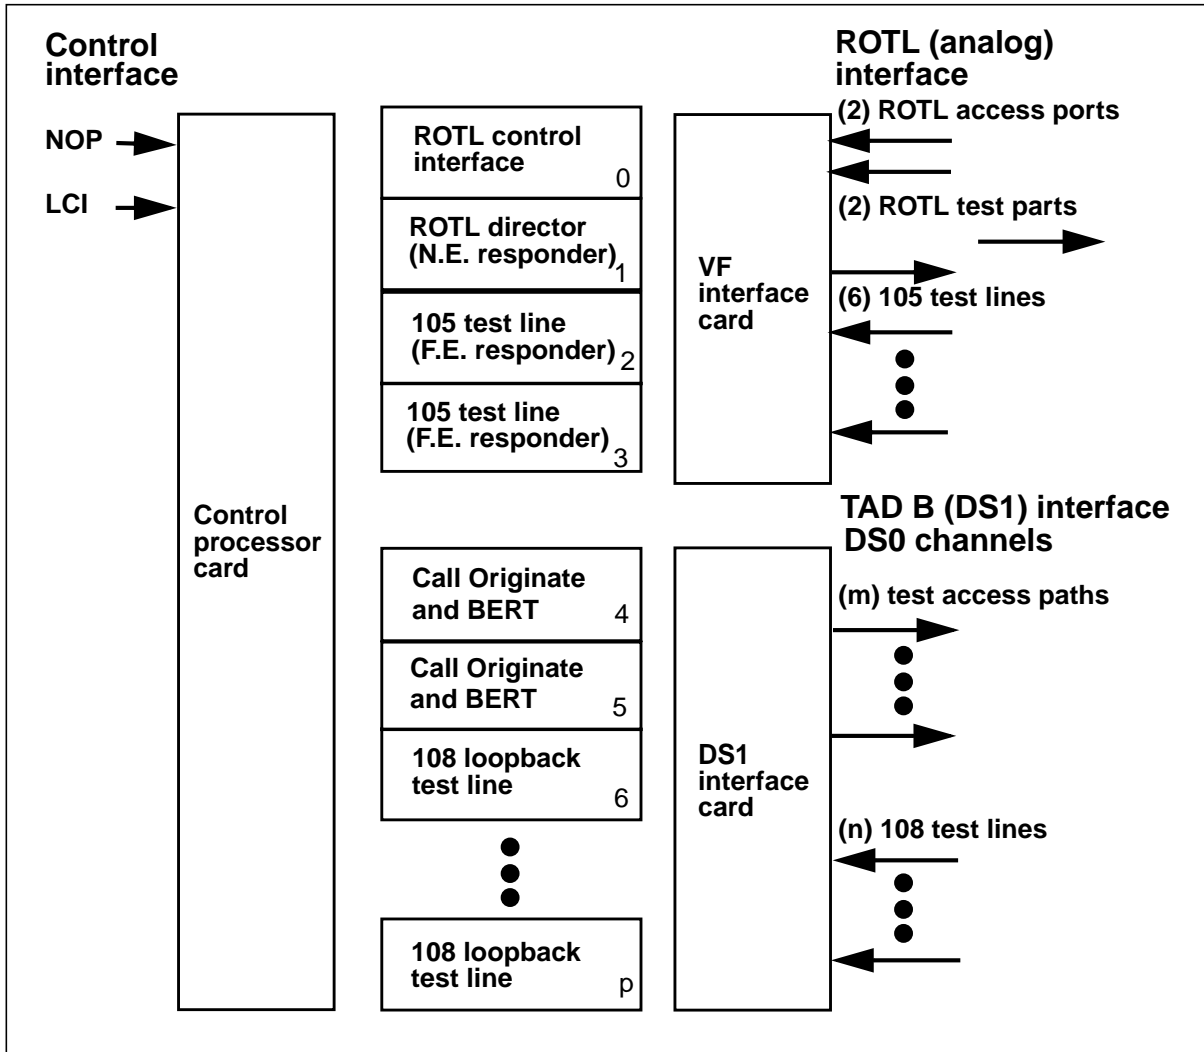 Control
interface
NOP
LCI
Control
processor
card
ROTL control
interface
0
ROTL director
(N.E. responder)
1
105 test line
(F.E. responder)
2
105 test line
(F.E. responder)
3
Call Originate
and BERT
4
Call Originate
and BERT
5
108 loopback
test line
6
108 loopback
test line
p
VF
interface
card
DS1
interface
card
ROTL (analog)
interface
(2) ROTL access ports
(2) ROTL test parts
(6) 105 test lines
TAD B (DS1) interface
DS0 channels
(m) test access paths
(n) 108 test lines